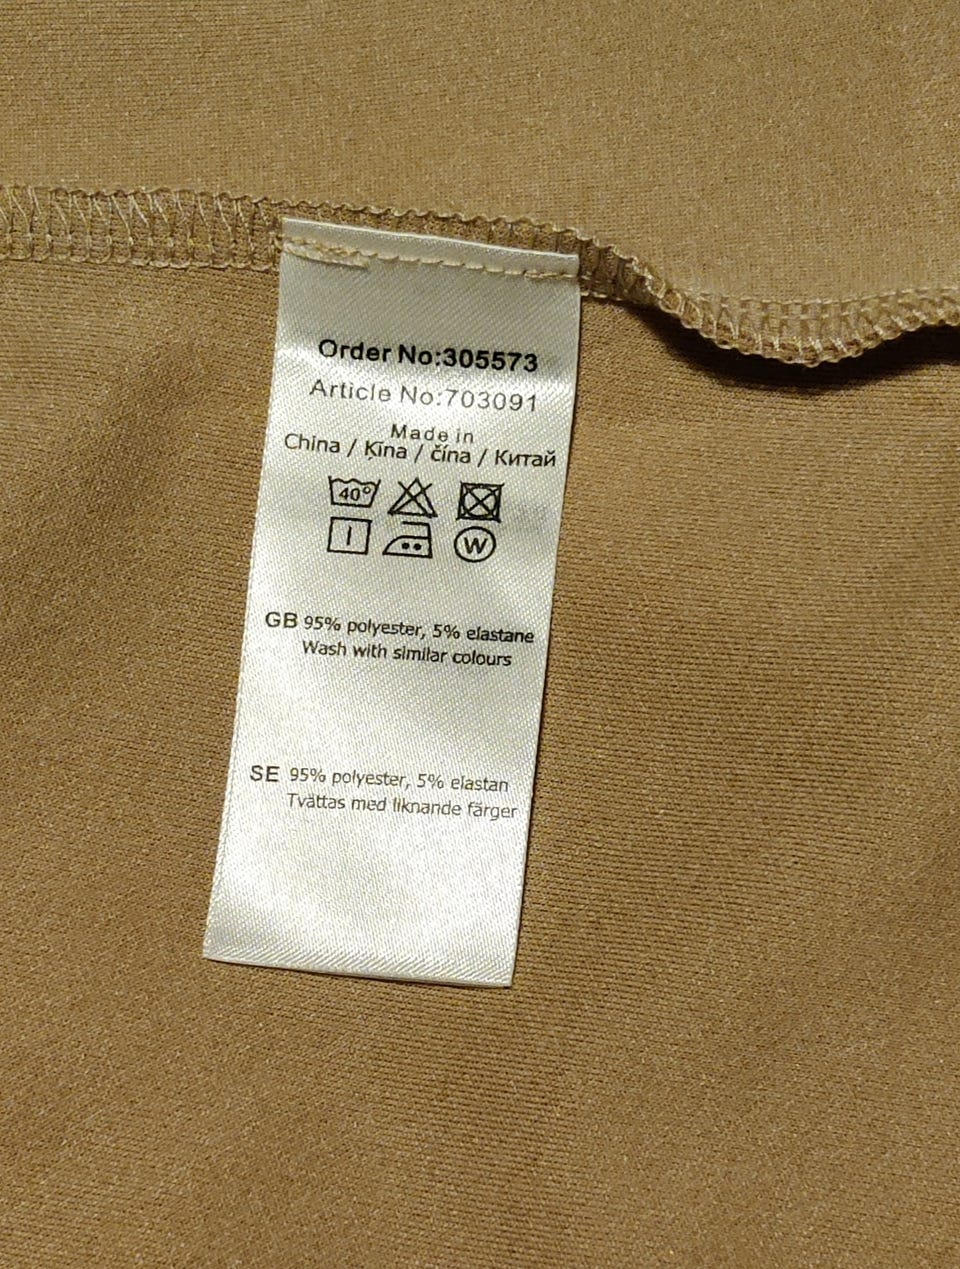 Order No:305573
Article No:703091
Made in
China / Ķīna / čína / Китай
40°
W
GB 95% polyester, 5% elastane
Wash with similar colours
SE 95% polyester, 5% elastan
Tvättas med liknande färger